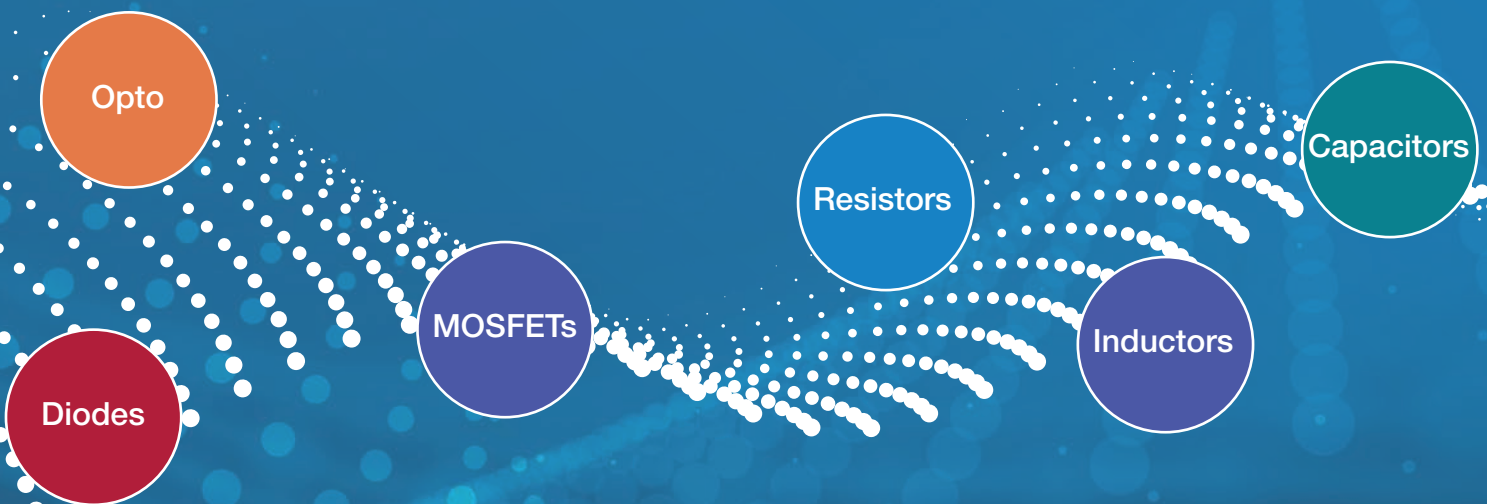 Opto
Diodes
MOSFETs
Resistors
Inductors
Capacitors